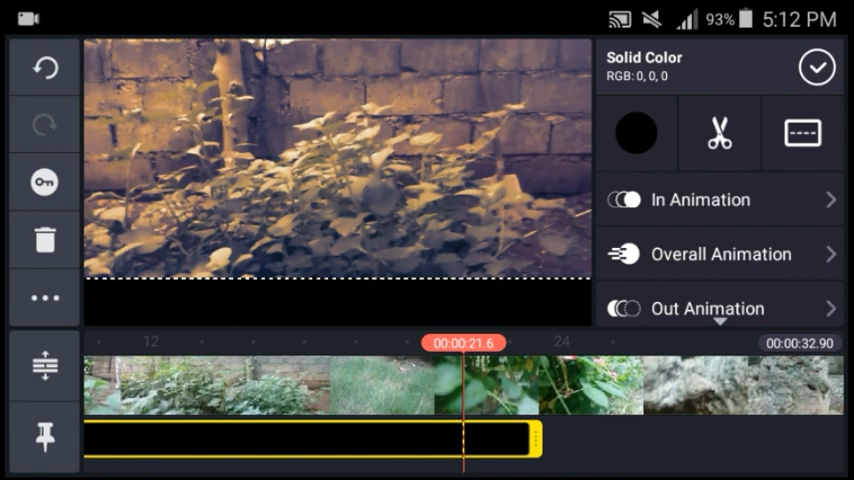 93% 5:12 PM
Solid Color
RGB: 0, 0, 0
In Animation
Overall Animation
Out Animation
12 00:00:21.6 24 00:00:32.90